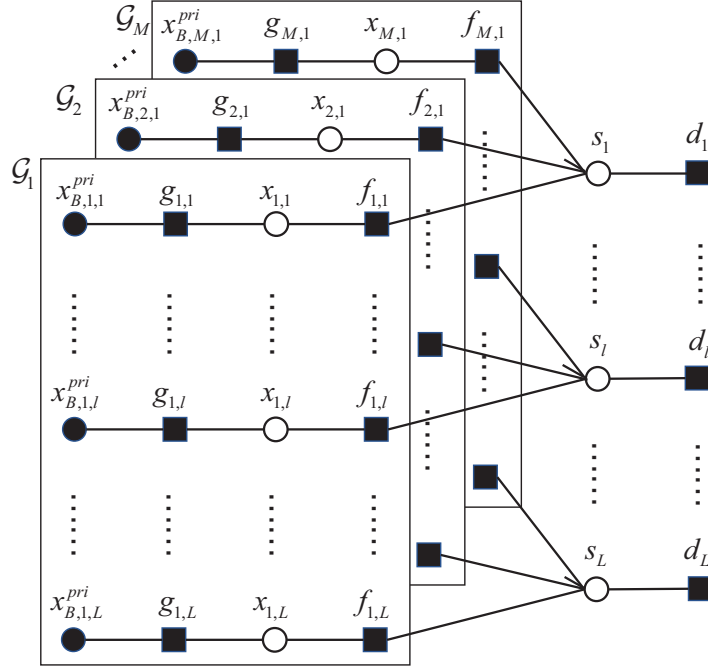 𝒢_M x^{pri}_{B,M,1} g_{M,1} x_{M,1} f_{M,1}
𝒢_2 x^{pri}_{B,2,1} g_{2,1} x_{2,1} f_{2,1} s_1 d_1
𝒢_1 x^{pri}_{B,1,1} g_{1,1} x_{1,1} f_{1,1}
x^{pri}_{B,1,l} g_{1,l} x_{1,l} f_{1,l} s_l d_l
x^{pri}_{B,1,L} g_{1,L} x_{1,L} f_{1,L} s_L d_L